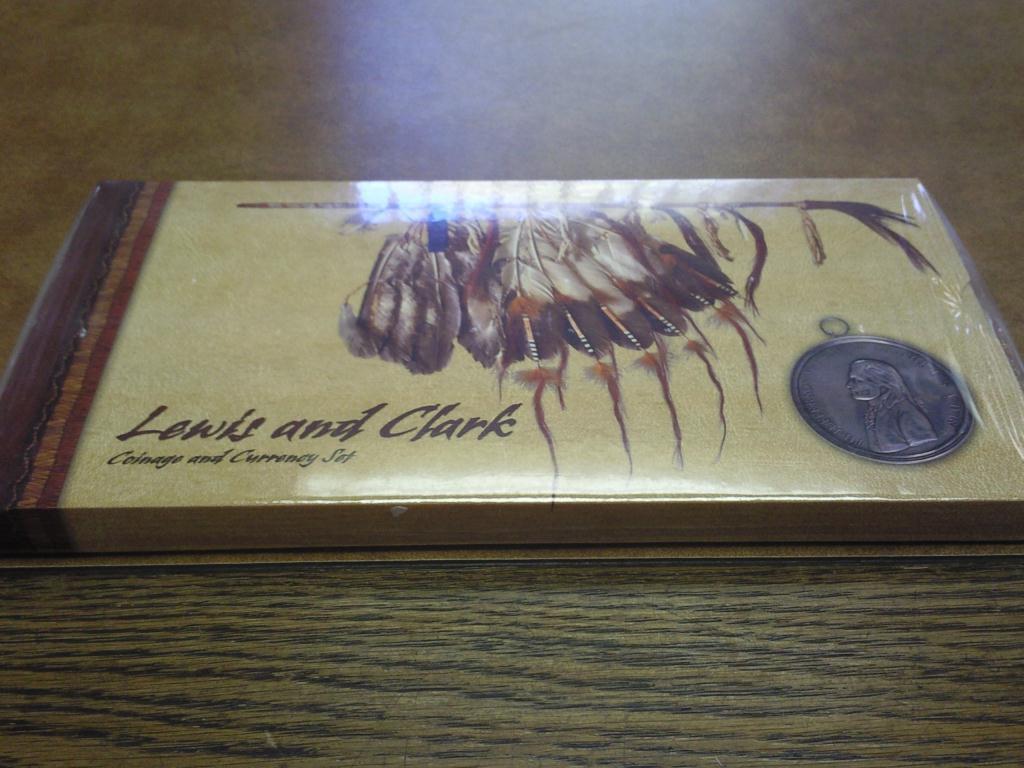 Lewis and Clark
Coinage and Currency Set